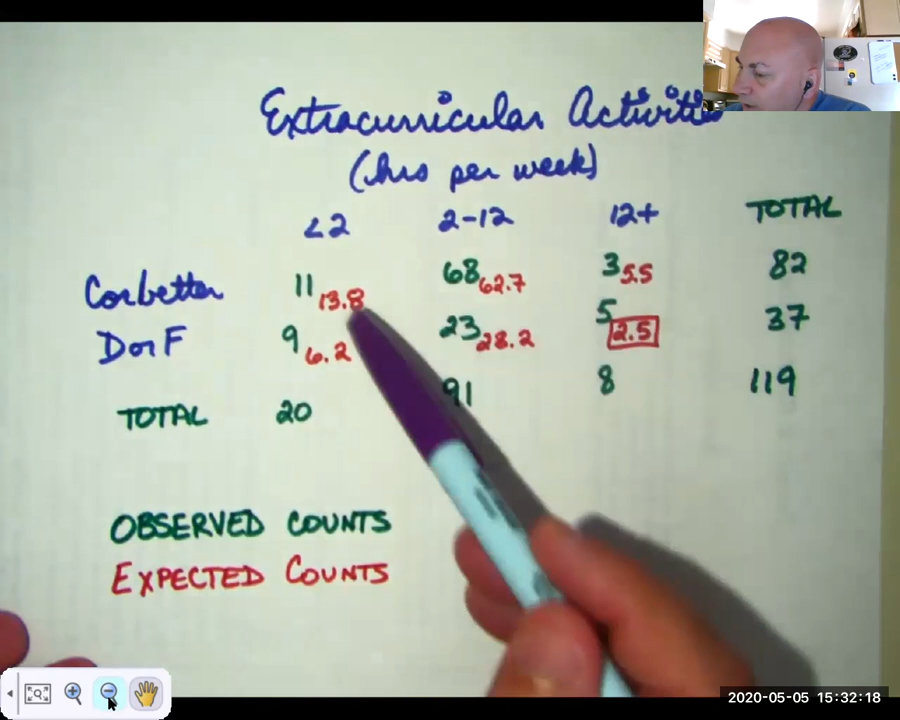 Extracurricular Activities
(hrs per week)
<2 2-12 12+ TOTAL
C or better 11 13.8 68 62.7 3 5.5 82
D or F 9 6.2 23 28.2 5 2.5 37
TOTAL 20 91 8 119
OBSERVED COUNTS
EXPECTED COUNTS
2020-05-05 15:32:18